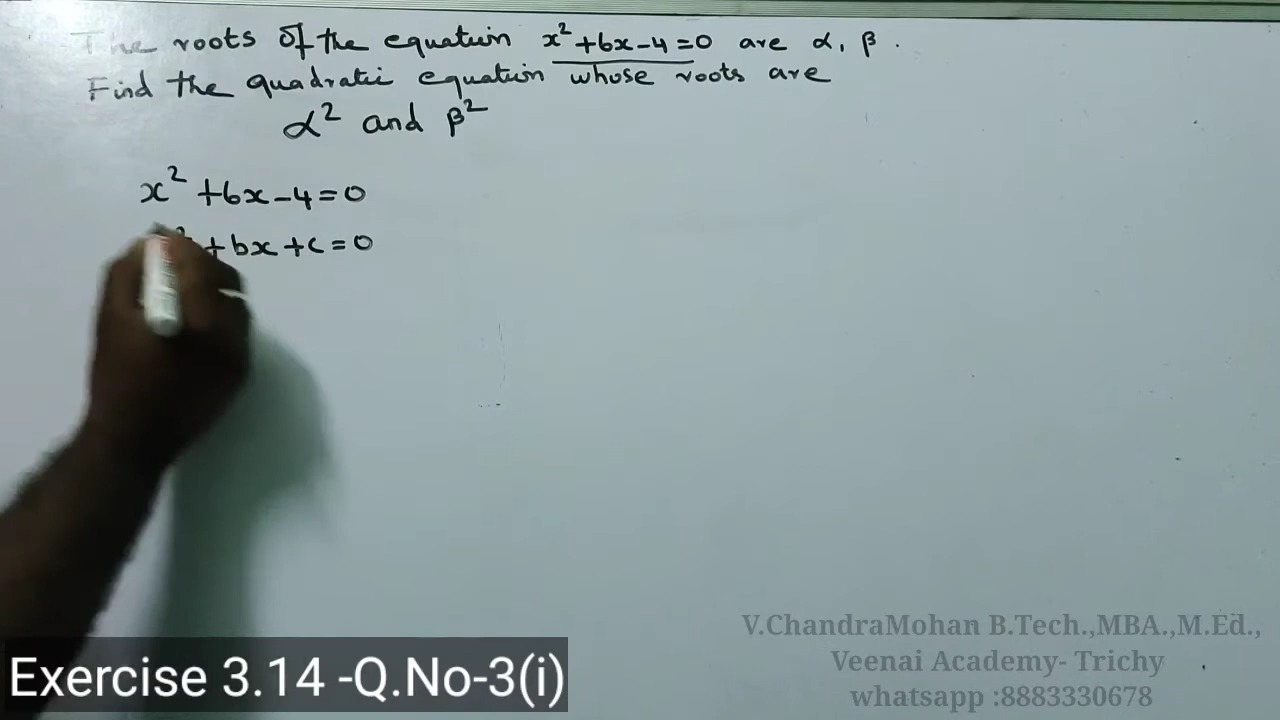 The roots of the equation x² + 6x - 4 = 0 are α, β.
Find the quadratic equation whose roots are
α² and β²
x² + 6x - 4 = 0
+ bx + c = 0
V.ChandraMohan B.Tech.,MBA.,M.Ed.,
Veenai Academy- Trichy
whatsapp :8883330678
Exercise 3.14 -Q.No-3(i)